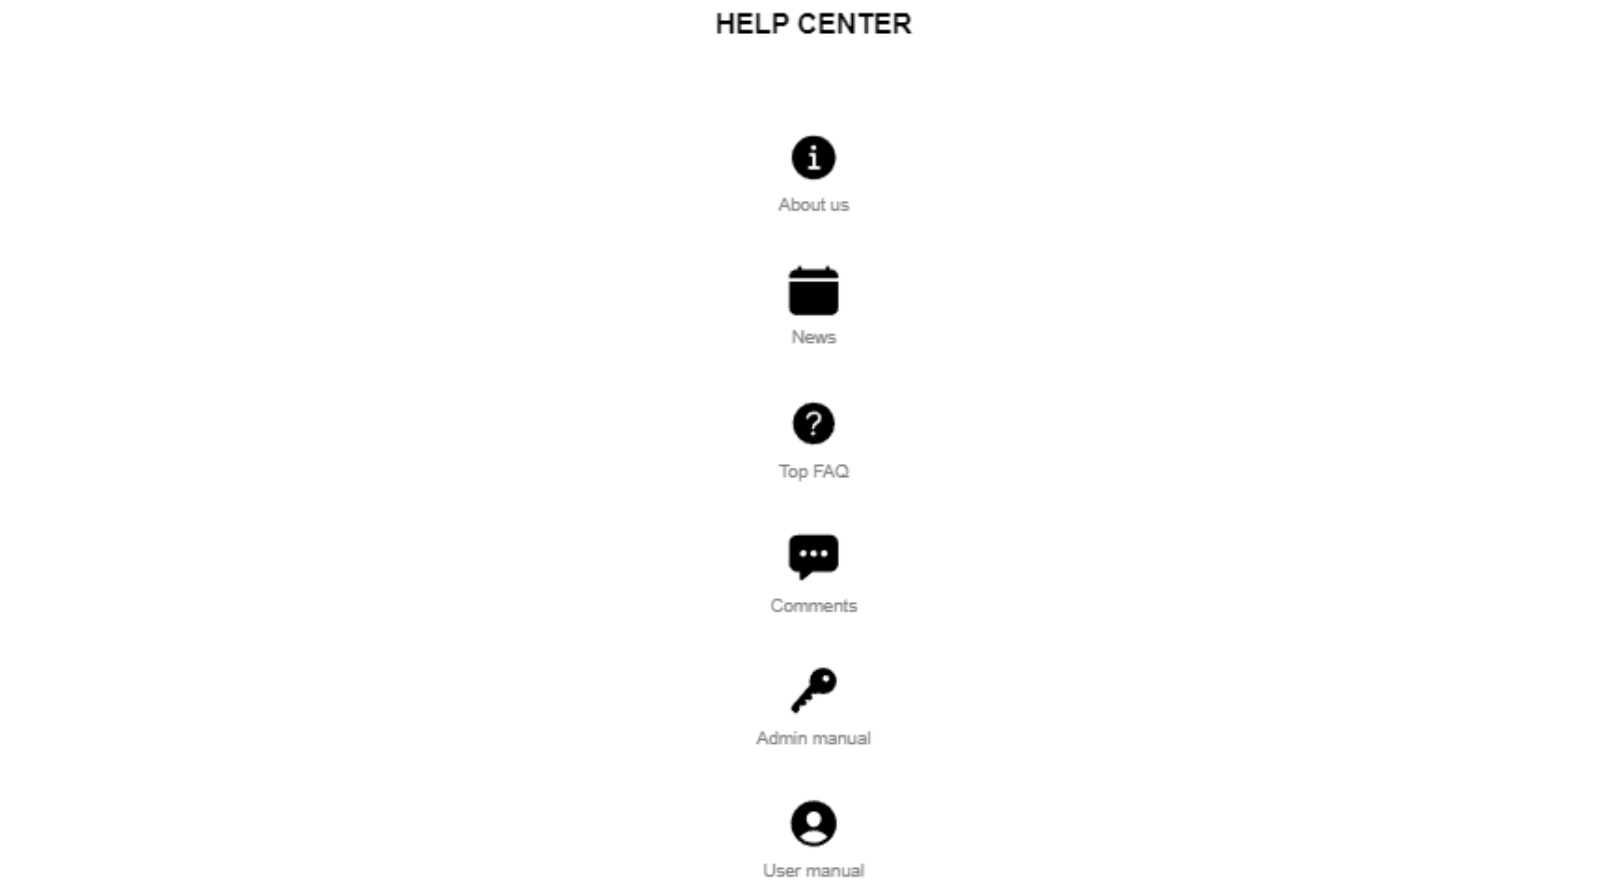 HELP CENTER
About us
News
Top FAQ
Comments
Admin manual
User manual